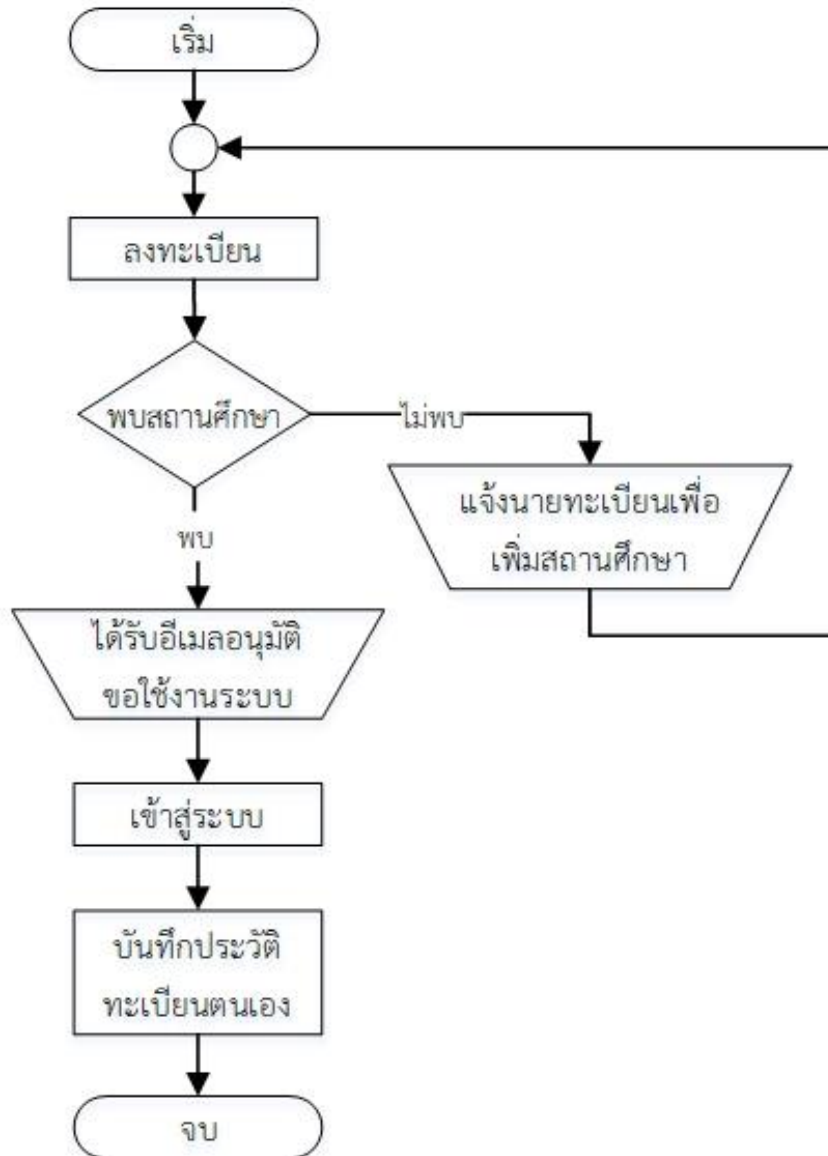 เริ่ม
ลงทะเบียน
พบสถานศึกษา
ไม่พบ
แจ้งนายทะเบียนเพื่อ
เพิ่มสถานศึกษา
พบ
ได้รับอีเมลอนุมัติ
ขอใช้งานระบบ
เข้าสู่ระบบ
บันทึกประวัติ
ทะเบียนตนเอง
จบ